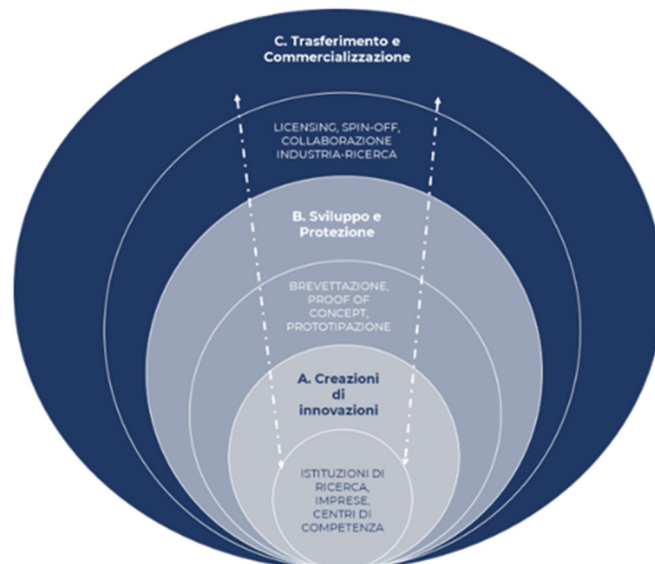 C. Trasferimento e
Commercializzazione
LICENSING, SPIN-OFF,
COLLABORAZIONE
INDUSTRIA-RICERCA
B. Sviluppo e
Protezione
BREVETTAZIONE,
PROOF OF
CONCEPT,
PROTOTIPAZIONE
A. Creazioni
di
innovazioni
ISTITUZIONI DI
RICERCA,
IMPRESE,
CENTRI DI
COMPETENZA